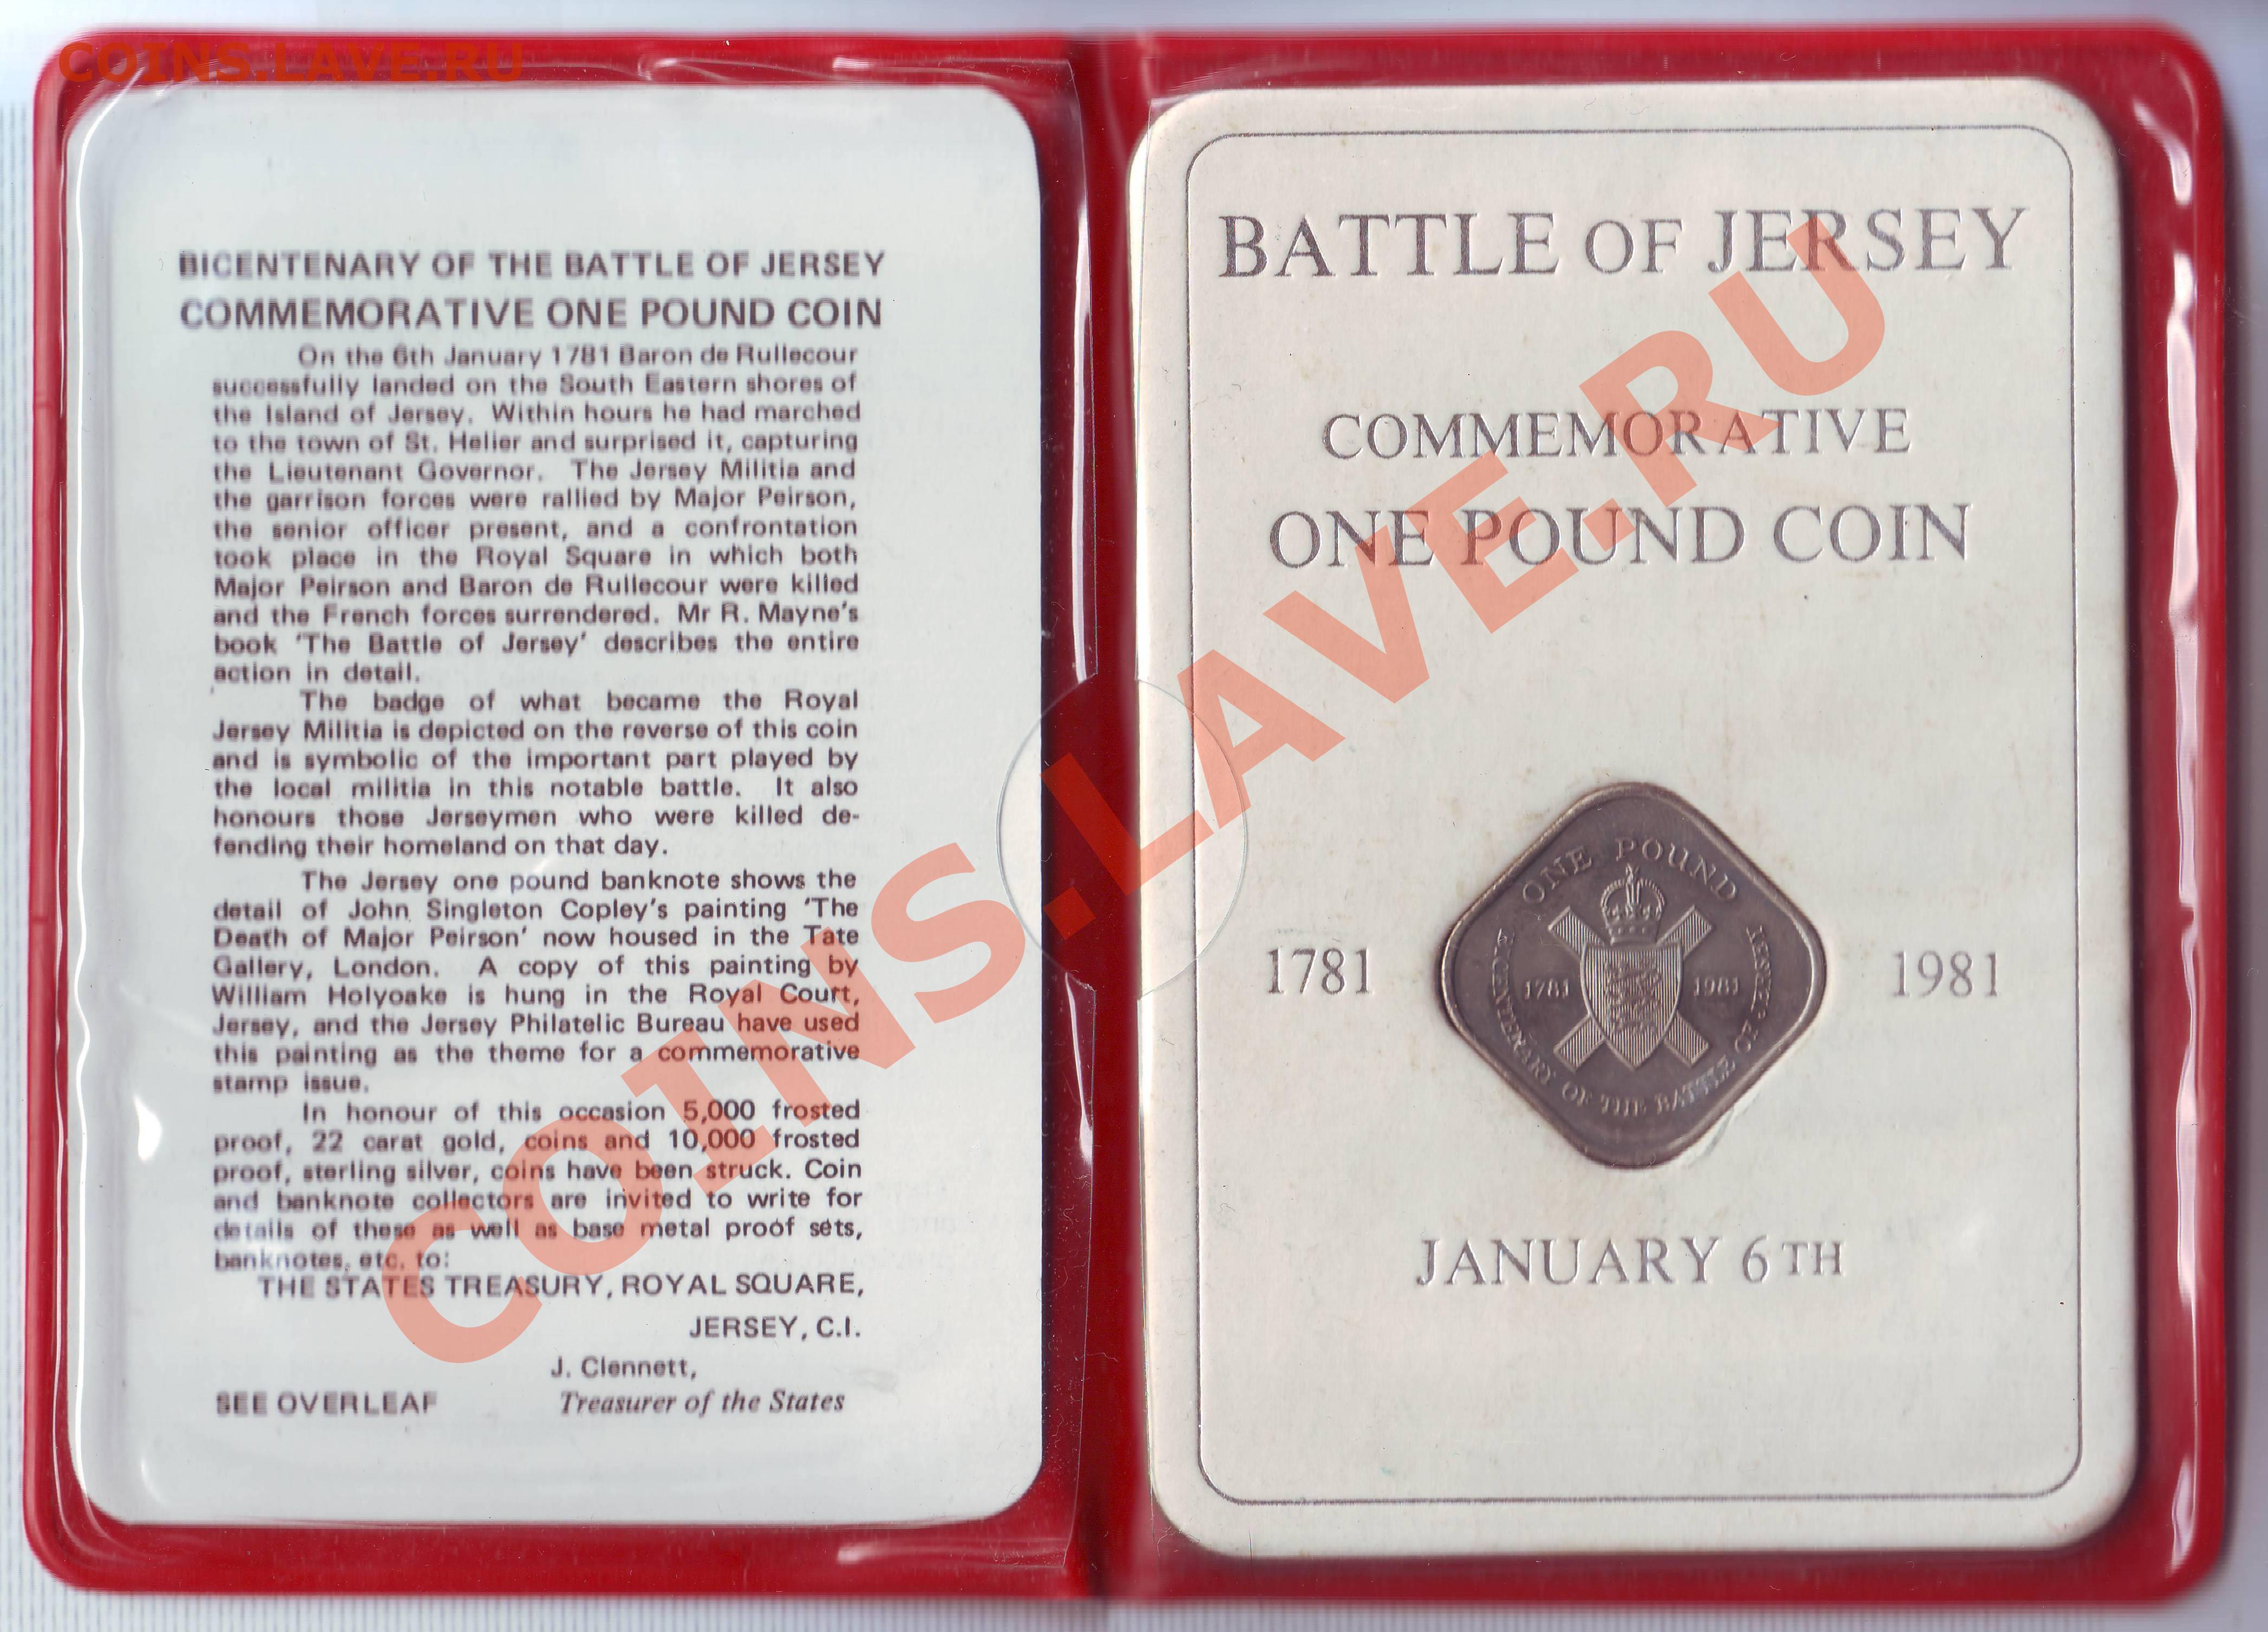 COINS.LAVE.RU
BICENTENARY OF THE BATTLE OF JERSEY
COMMEMORATIVE ONE POUND COIN
On the 6th January 1781 Baron de Rullecour
successfully landed on the South Eastern shores of
the Island of Jersey. Within hours he had marched
to the town of St. Helier and surprised it, capturing
the Lieutenant Governor. The Jersey Militia and
the garrison forces were rallied by Major Peirson,
the senior officer present, and a confrontation
took place in the Royal Square in which both
Major Peirson and Baron de Rullecour were killed
and the French forces surrendered. Mr R. Mayne's
book 'The Battle of Jersey' describes the entire
action in detail.
The badge of what became the Royal
Jersey Militia is depicted on the reverse of this coin
and is symbolic of the important part played by
the local militia in this notable battle. It also
honours those Jerseymen who were killed de-
fending their homeland on that day.
The Jersey one pound banknote shows the
detail of John Singleton Copley's painting 'The
Death of Major Peirson' now housed in the Tate
Gallery, London. A copy of this painting by
William Holyoake is hung in the Royal Court,
Jersey, and the Jersey Philatelic Bureau have used
this painting as the theme for a commemorative
stamp issue.
In honour of this occasion 5,000 frosted
proof, 22 carat gold, coins and 10,000 frosted
proof, sterling silver, coins have been struck. Coin
and banknote collectors are invited to write for
details of these as well as base metal proof sets,
banknotes, etc. to:
THE STATES TREASURY, ROYAL SQUARE,
JERSEY, C.I.
J. Clennett,
SEE OVERLEAF Treasurer of the States
BATTLE OF JERSEY
COMMEMORATIVE
ONE POUND COIN
1781 1981
ONE POUND
1781 1981
BICENTENARY OF THE BATTLE OF JERSEY
JANUARY 6TH
COINS.LAVE.RU